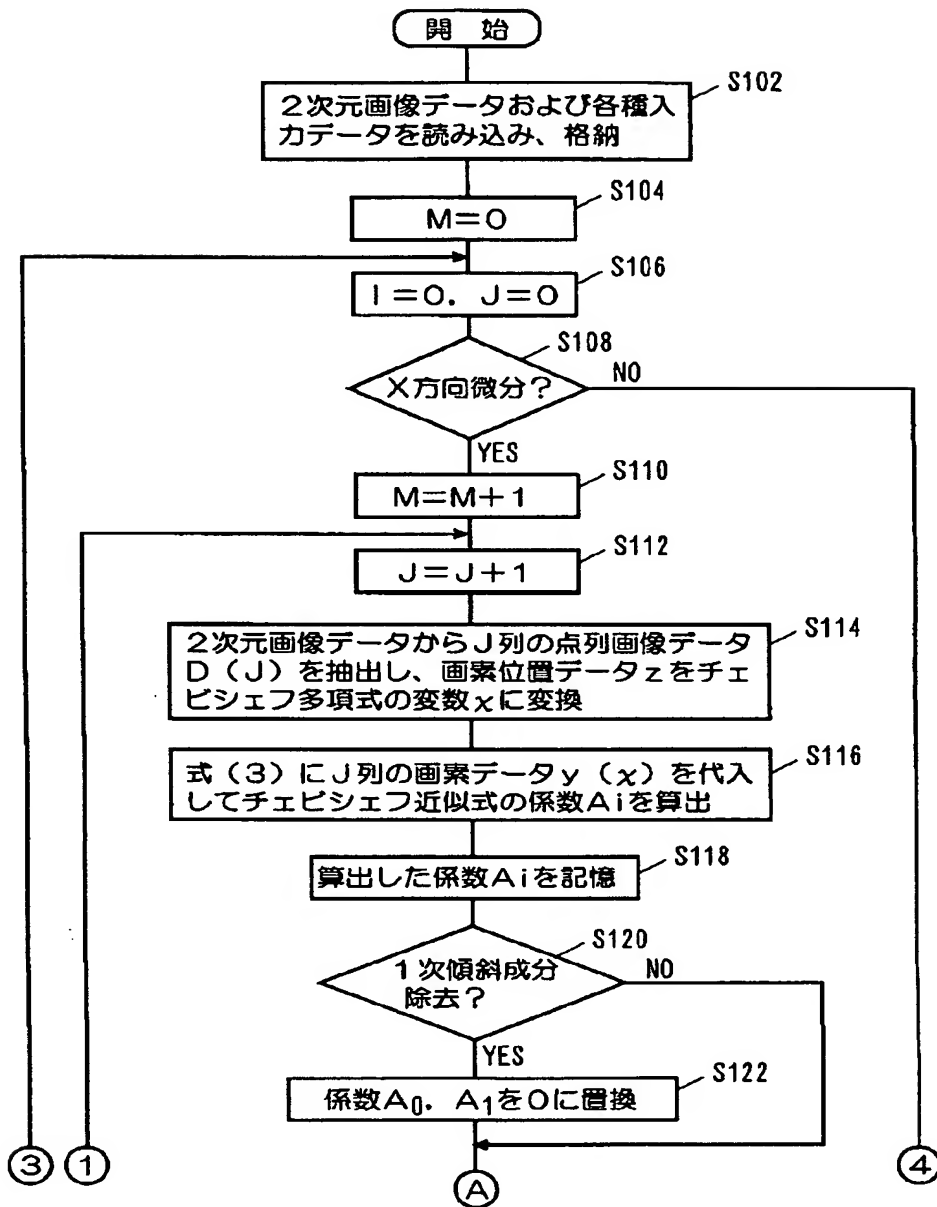 開 始
S102
2次元画像データおよび各種入
力データを読み込み、格納
S104
M=0
S106
I=0. J=0
S108
X方向微分?
NO
YES
S110
M=M+1
S112
J=J+1
S114
2次元画像データからJ列の点列画像データ
D(J)を抽出し、画素位置データzをチェ
ビシェフ多項式の変数χに変換
S116
式(3)にJ列の画素データy(χ)を代入
してチェビシェフ近似式の係数Aiを算出
S118
算出した係数Aiを記憶
S120
1次傾斜成分
除去?
NO
YES
S122
係数A₀. A₁を0に置換
③
①
Ⓐ
④